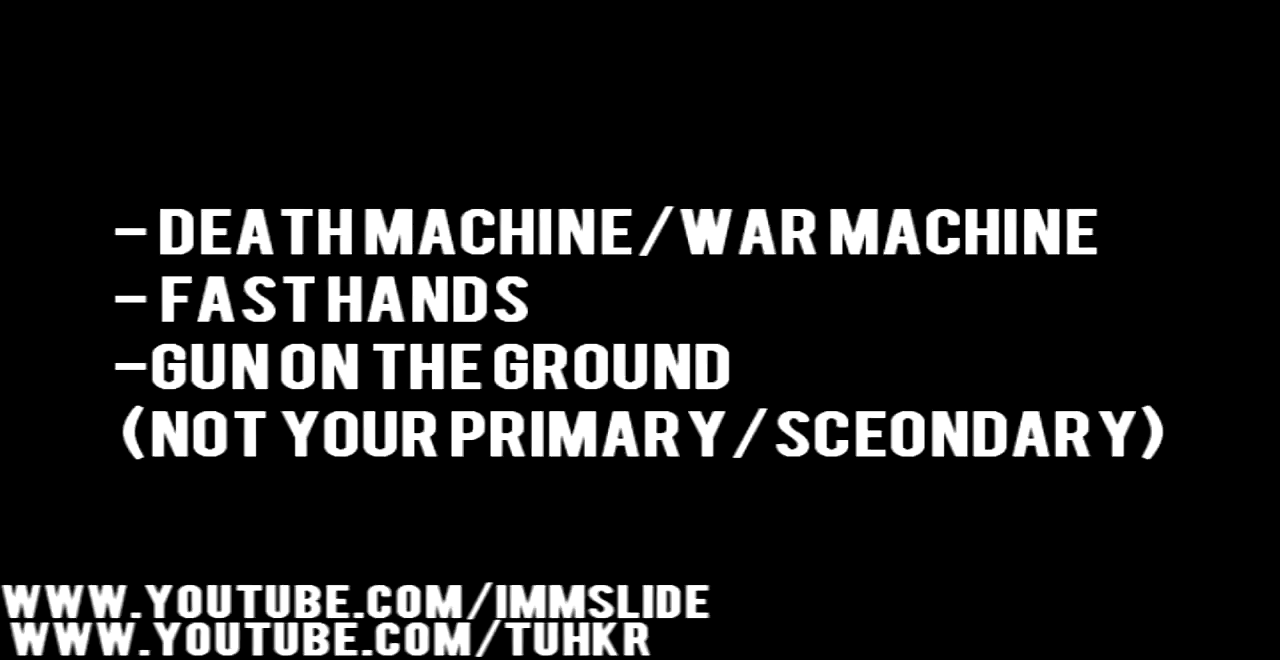 - DEATH MACHINE/WAR MACHINE
- FAST HANDS
-GUN ON THE GROUND
(NOT YOUR PRIMARY/SCEONDARY)
WWW.YOUTUBE.COM/IMMSLIDE
WWW.YOUTUBE.COM/TUHKR